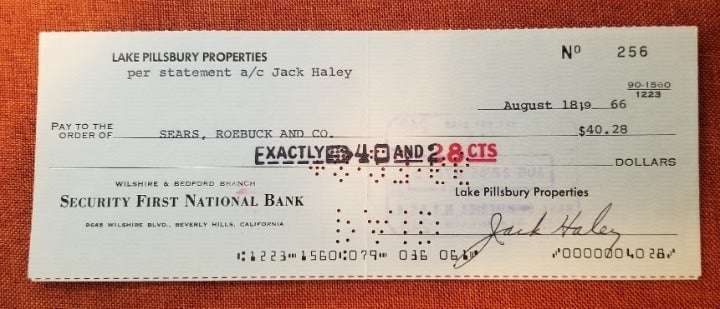 LAKE PILLSBURY PROPERTIES
per statement a/c Jack Haley
Nº 256
90-1560
1223
August 18, 19 66
PAY TO THE
ORDER OF SEARS, ROEBUCK AND CO. $40.28
EXACTLY 40 AND 28 CTS
DOLLARS
WILSHIRE & BEDFORD BRANCH
SECURITY FIRST NATIONAL BANK
9645 WILSHIRE BLVD., BEVERLY HILLS, CALIFORNIA
Lake Pillsbury Properties
Jack Haley
⑆1223⑉1560⑆079⑈ 036 061⑈ ⑈0000004028⑈